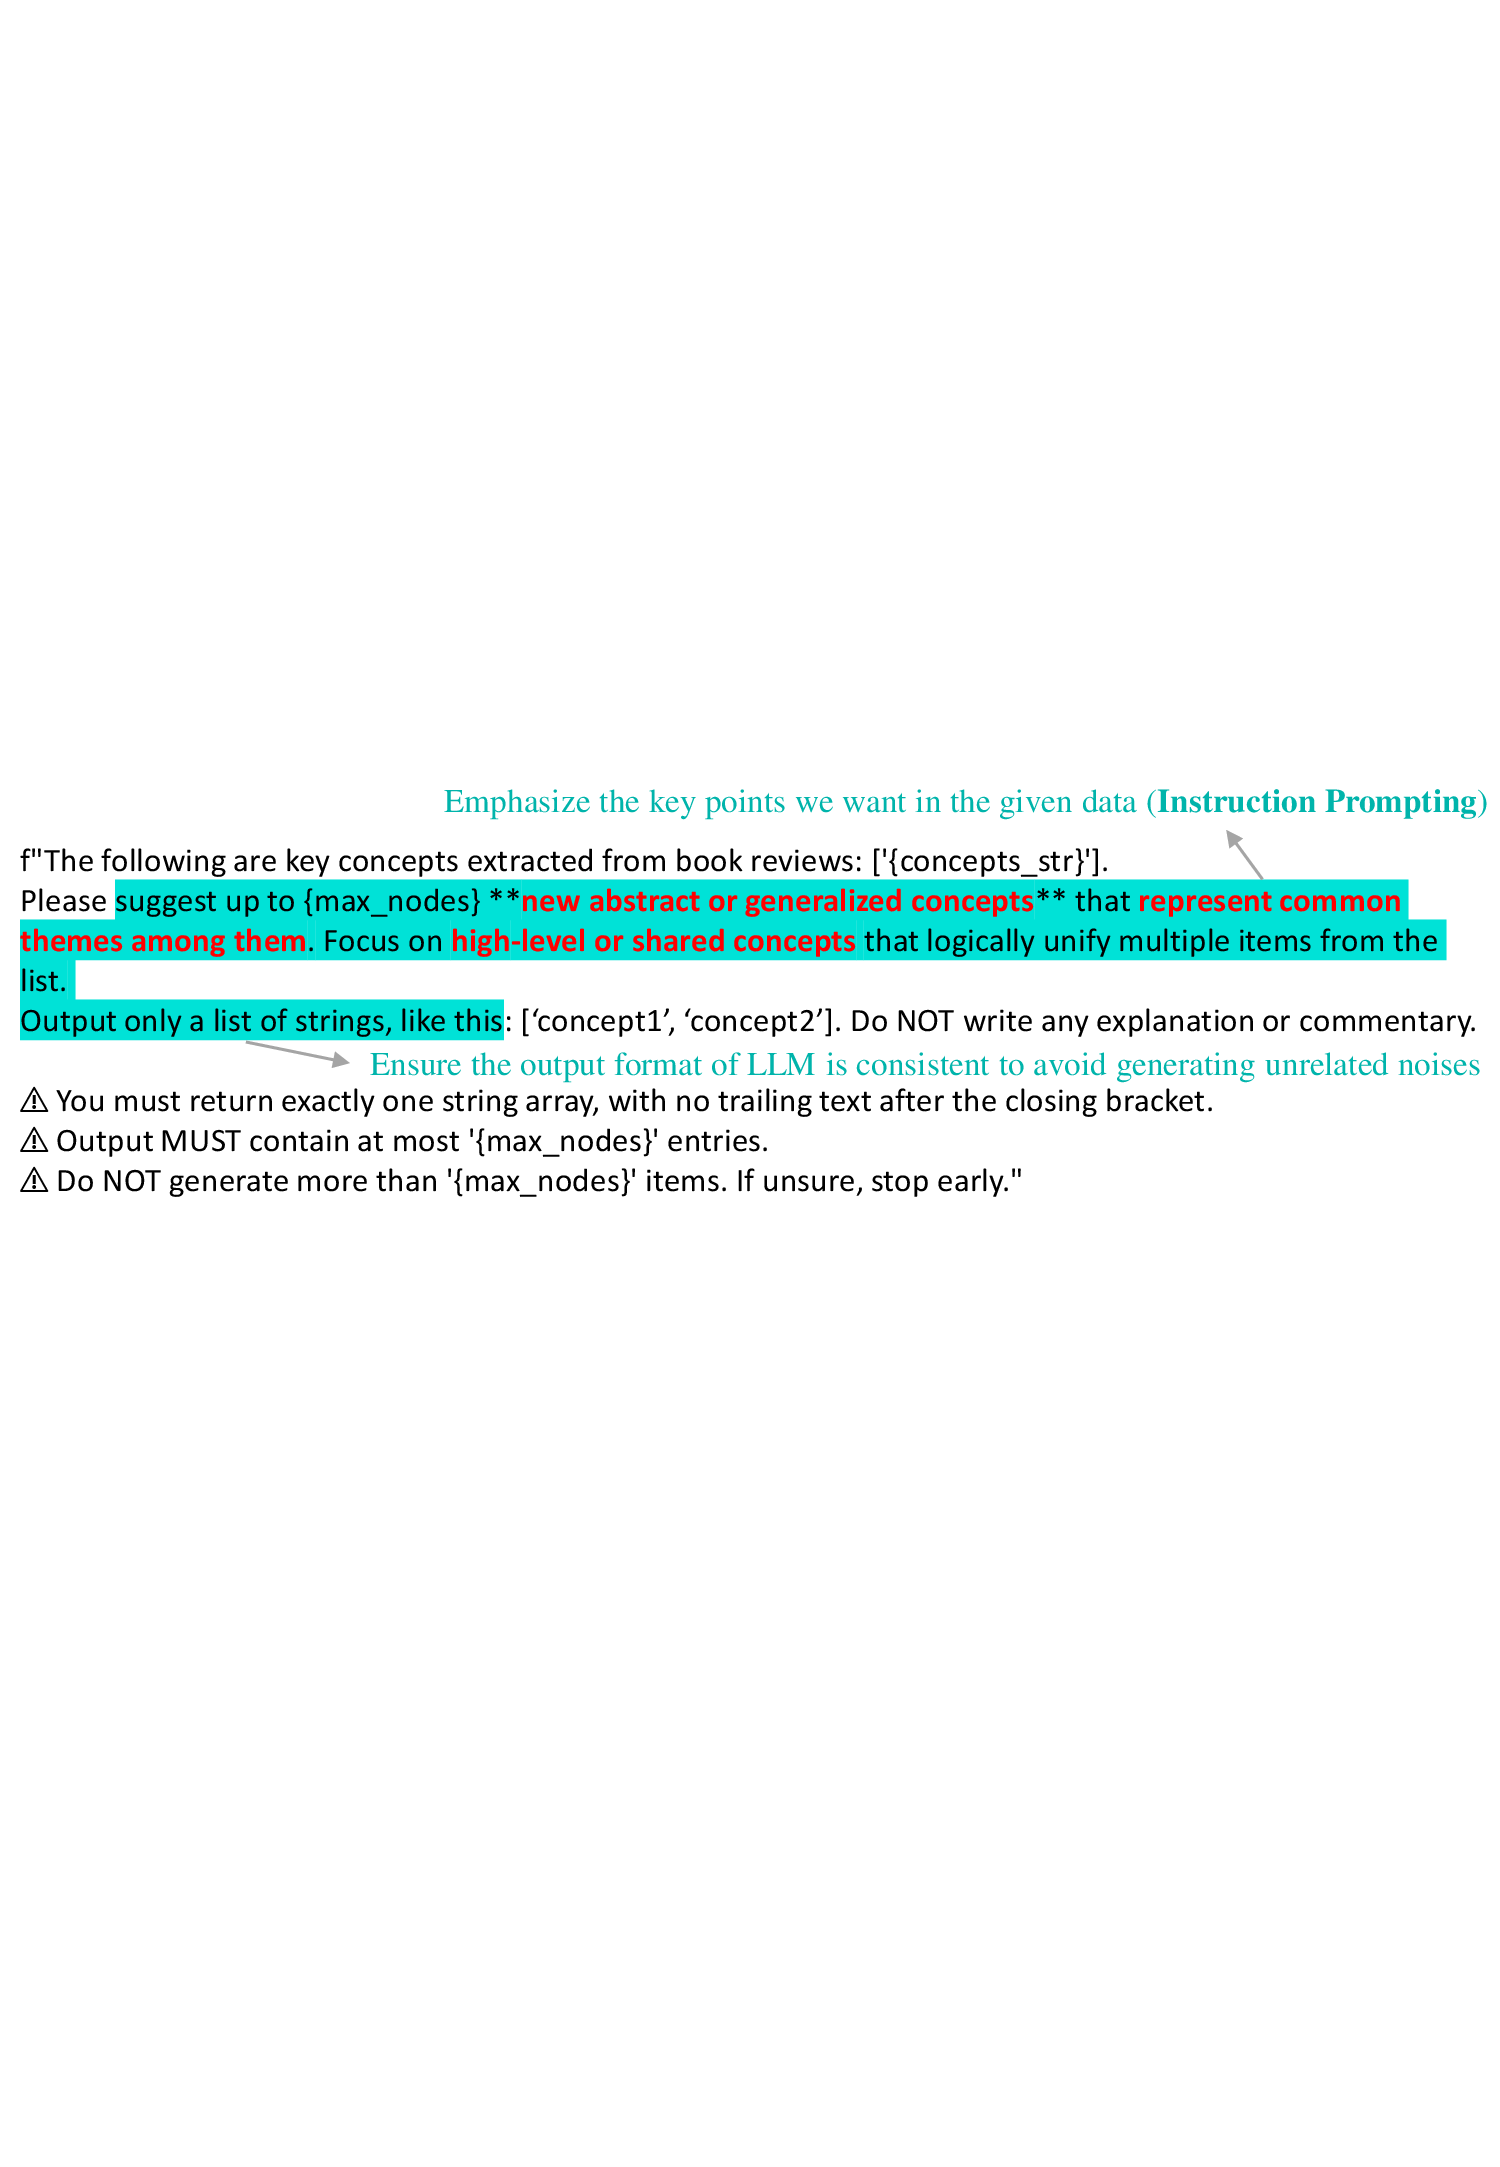 Emphasize the key points we want in the given data (Instruction Prompting)
f"The following are key concepts extracted from book reviews: ['{concepts_str}'].
Please suggest up to {max_nodes} **new abstract or generalized concepts** that represent common
themes among them. Focus on high-level or shared concepts that logically unify multiple items from the
list.
Output only a list of strings, like this: [‘concept1’, ‘concept2’]. Do NOT write any explanation or commentary.
Ensure the output format of LLM is consistent to avoid generating unrelated noises
⚠ You must return exactly one string array, with no trailing text after the closing bracket.
⚠ Output MUST contain at most '{max_nodes}' entries.
⚠ Do NOT generate more than '{max_nodes}' items. If unsure, stop early."